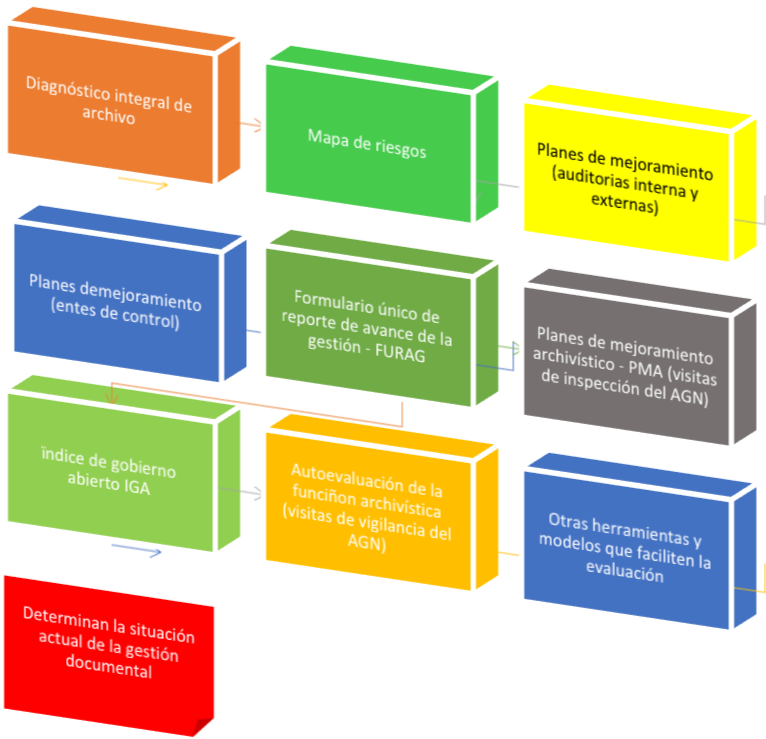 Diagnóstico integral de
archivo
Mapa de riesgos
Planes de mejoramiento
(auditorias interna y
externas)
Planes demejoramiento
(entes de control)
Formulario único de
reporte de avance de la
gestión - FURAG
Planes de mejoramiento
archivístico - PMA (visitas
de inspección del AGN)
ïndice de gobierno
abierto IGA
Autoevaluación de la
funciñon archivística
(visitas de vigilancia del
AGN)
Otras herramientas y
modelos que faciliten la
evaluación
Determinan la situación
actual de la gestión
documental